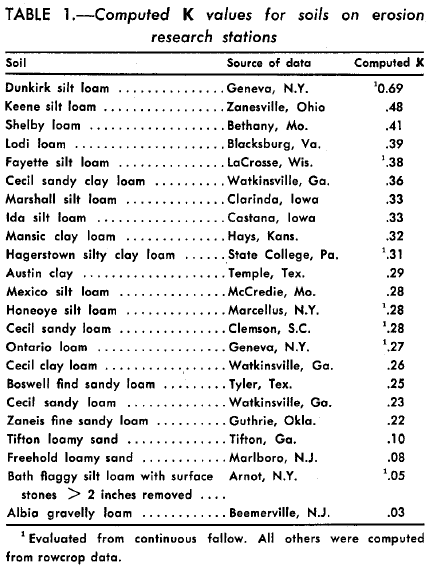 TABLE 1.—Computed K values for soils on erosion
research stations
Soil Source of data Computed K
Dunkirk silt loam .............. Geneva, N.Y. ¹0.69
Keene silt loam ................ Zanesville, Ohio .48
Shelby loam .................... Bethany, Mo. .41
Lodi loam ...................... Blacksburg, Va. .39
Fayette silt loam .............. LaCrosse, Wis. ¹.38
Cecil sandy clay loam .......... Watkinsville, Ga. .36
Marshall silt loam ............. Clarinda, Iowa .33
Ida silt loam .................. Castana, Iowa .33
Mansic clay loam ............... Hays, Kans. .32
Hagerstown silty clay loam ...... State College, Pa. ¹.31
Austin clay .................... Temple, Tex. .29
Mexico silt loam ............... McCredie, Mo. .28
Honeoye silt loam .............. Marcellus, N.Y. ¹.28
Cecil sandy loam ............... Clemson, S.C. ¹.28
Ontario loam ................... Geneva, N.Y. ¹.27
Cecil clay loam ................ Watkinsville, Ga. .26
Boswell find sandy loam ......... Tyler, Tex. .25
Cecil sandy loam ............... Watkinsville, Ga. .23
Zaneis fine sandy loam .......... Guthrie, Okla. .22
Tifton loamy sand .............. Tifton, Ga. .10
Freehold loamy sand ............ Marlboro, N.J. .08
Bath flaggy silt loam with surface Arnot, N.Y. ¹.05
stones > 2 inches removed ....
Albia gravelly loam ............ Beemerville, N.J. .03
¹ Evaluated from continuous fallow. All others were computed
from rowcrop data.